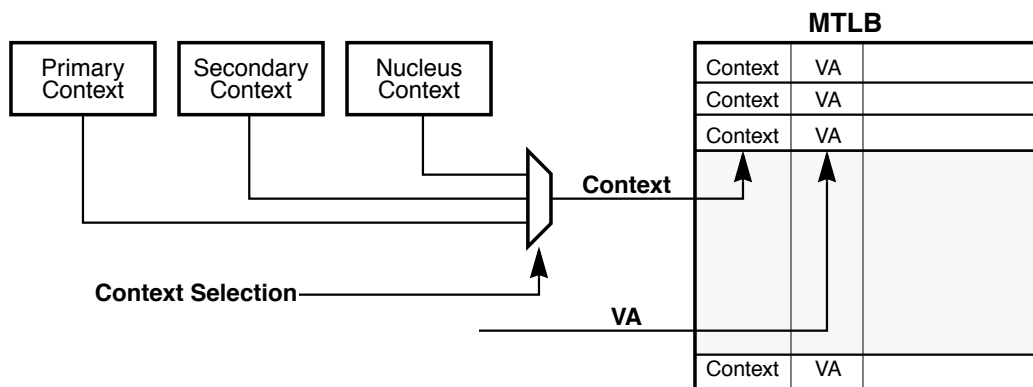 MTLB
Primary
Context
Secondary
Context
Nucleus
Context
Context VA
Context VA
Context VA
Context
Context Selection
VA
Context VA